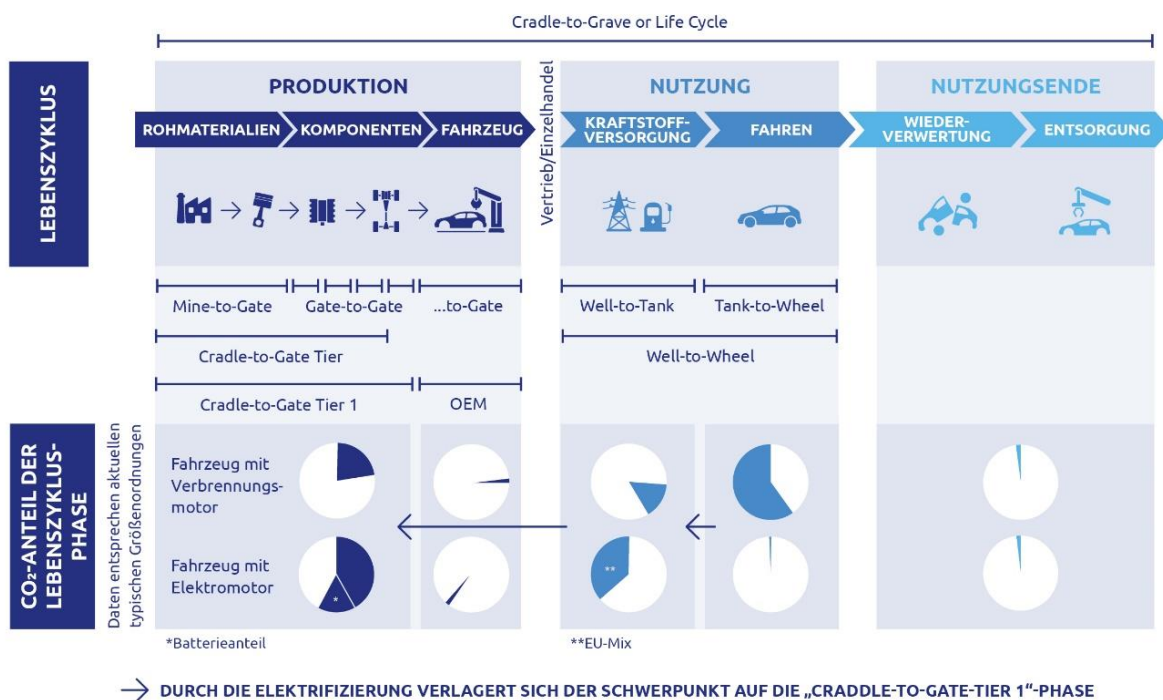 Cradle-to-Grave or Life Cycle
LEBENSZYKLUS
PRODUKTION
ROHMATERIALIEN
KOMPONENTEN
FAHRZEUG
Vertrieb/Einzelhandel
NUTZUNG
KRAFTSTOFF-
VERSORGUNG
FAHREN
NUTZUNGSENDE
WIEDER-
VERWERTUNG
ENTSORGUNG
Mine-to-Gate
Gate-to-Gate
...to-Gate
Well-to-Tank
Tank-to-Wheel
Cradle-to-Gate Tier
Well-to-Wheel
Cradle-to-Gate Tier 1
OEM
CO₂-ANTEIL DER
LEBENSZYKLUS-
PHASE
Daten entsprechen aktuellen
typischen Größenordnungen
Fahrzeug mit
Verbrennungs-
motor
Fahrzeug mit
Elektromotor
*
**
*Batterieanteil
**EU-Mix
→ DURCH DIE ELEKTRIFIZIERUNG VERLAGERT SICH DER SCHWERPUNKT AUF DIE „CRADDLE-TO-GATE-TIER 1“-PHASE